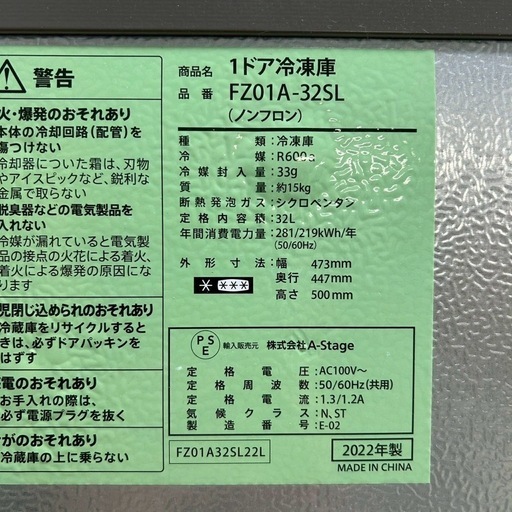 警告
火・爆発のおそれあり
本体の冷却回路(配管)を
傷つけない
冷却器についた霜は、刃物
やアイスピックなど、鋭利な
金属で取らない
脱臭器などの電気製品を
入れない
冷媒が漏れていると電気製
品の接点の火花による着火、
着火による爆発の原因にな
ります
児閉じ込められのおそれあり
冷蔵庫をリサイクルすると
きは、必ずドアパッキンを
はずす
感電のおそれあり
お手入れの際は、
必ず電源プラグを抜く
けがのおそれあり
冷蔵庫の上に乗らない
商品名 1ドア冷凍庫
品番 FZ01A-32SL
(ノンフロン)
種類:冷凍庫
冷媒:R600a
冷媒封入量:33g
質量:約15kg
断熱発泡ガス:シクロペンタン
定格内容積:32L
年間消費電力量:281/219kWh/年
(50/60Hz)
外形寸法:幅 473mm
奥行 447mm
高さ 500mm
PSE 輸入販売元 株式会社A-Stage
定格電圧:AC100V~
定格周波数:50/60Hz(共用)
定格電流:1.3/1.2A
気候クラス:N、ST
製造番号:E-02
FZ01A32SL22L
2022年製
MADE IN CHINA